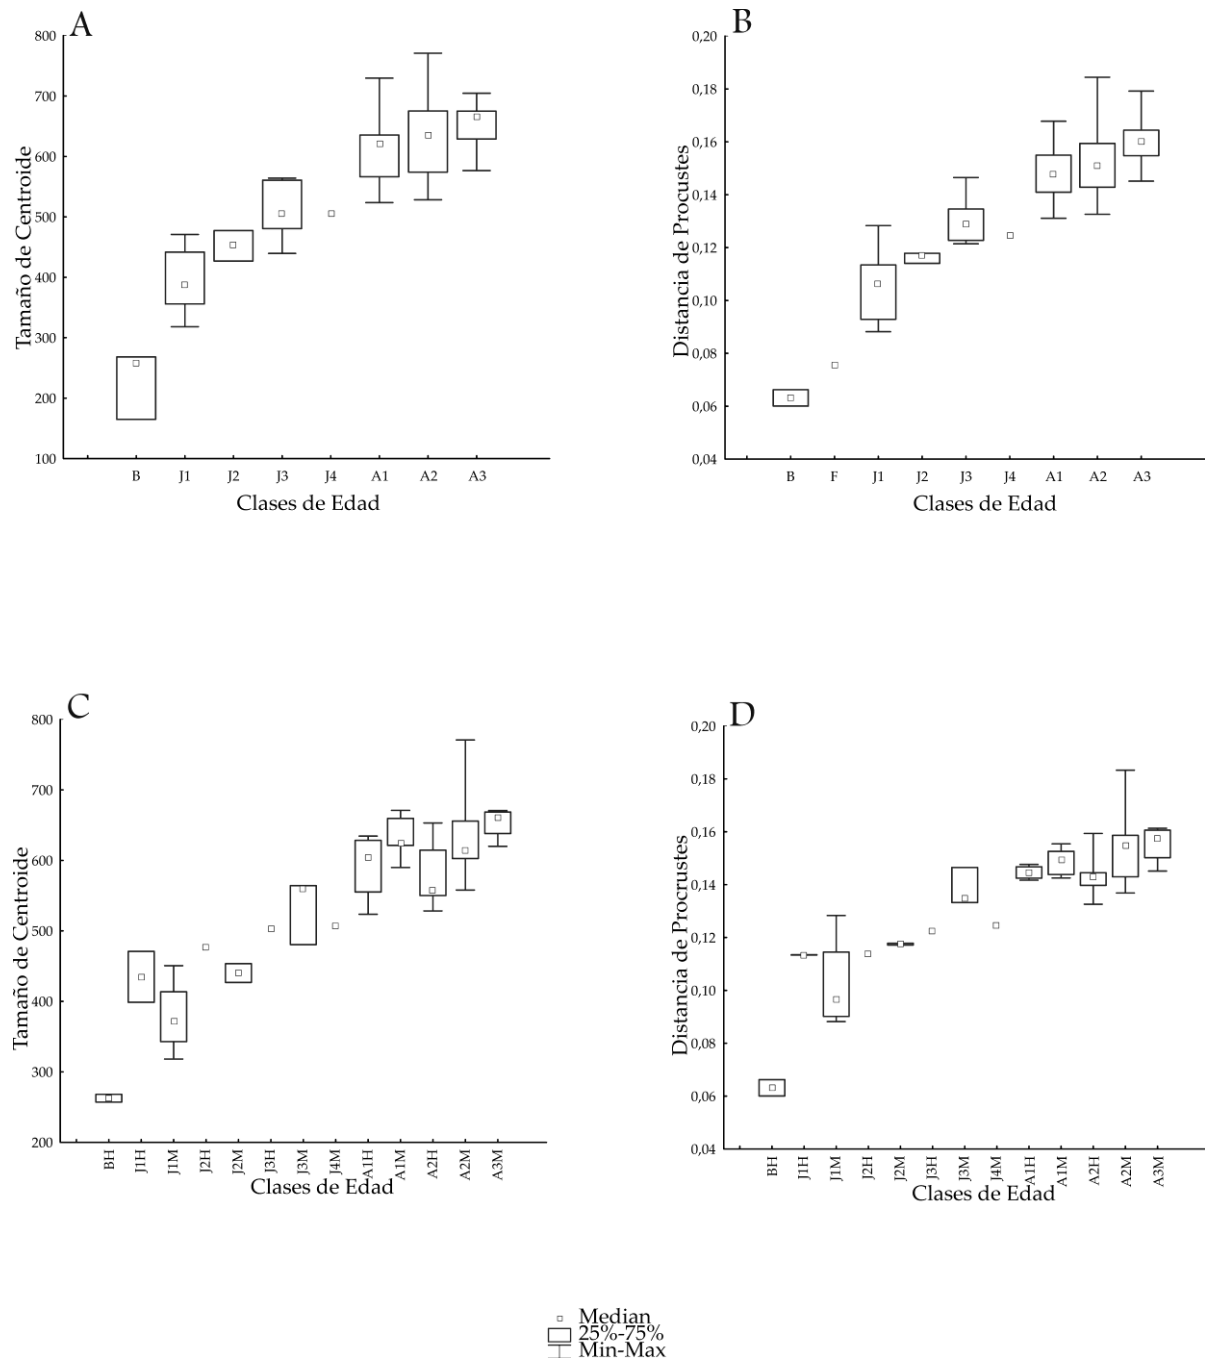 A
800
700
600
500
400
300
200
100
Tamaño de Centroide
B J1 J2 J3 J4 A1 A2 A3
Clases de Edad
B
0,20
0,18
0,16
0,14
0,12
0,10
0,08
0,06
0,04
Distancia de Procustes
B F J1 J2 J3 J4 A1 A2 A3
Clases de Edad
C
800
700
600
500
400
300
200
Tamaño de Centroide
BH J1H J1M J2H J2M J3H J3M J4M A1H A1M A2H A2M A3M
Clases de Edad
D
0,20
0,18
0,16
0,14
0,12
0,10
0,08
0,06
0,04
Distancia de Procrustes
BH J1H J1M J2H J2M J3H J3M J4M A1H A1M A2H A2M A3M
Clases de Edad
Median
25%-75%
Min-Max